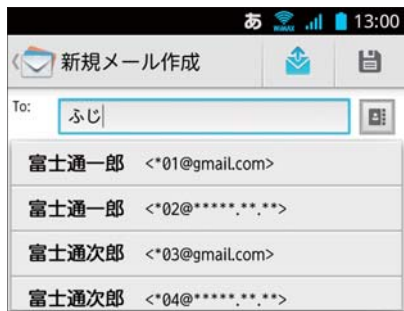 あ WiMAX 13:00
新規メール作成
To: ふじ
富士通一郎 <*01@gmail.com>
富士通一郎 <*02@*****.**.**>
富士通次郎 <*03@gmail.com>
富士通次郎 <*04@*****.**.**>